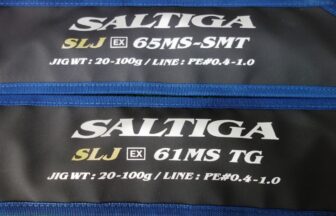 SALTIGA
SLJ EX 65MS-SMT
JIG WT: 20-100g / LINE: PE#0.4-1.0
SALTIGA
SLJ EX 61MS TG
JIG WT: 20-100g / LINE: PE#0.4-1.0